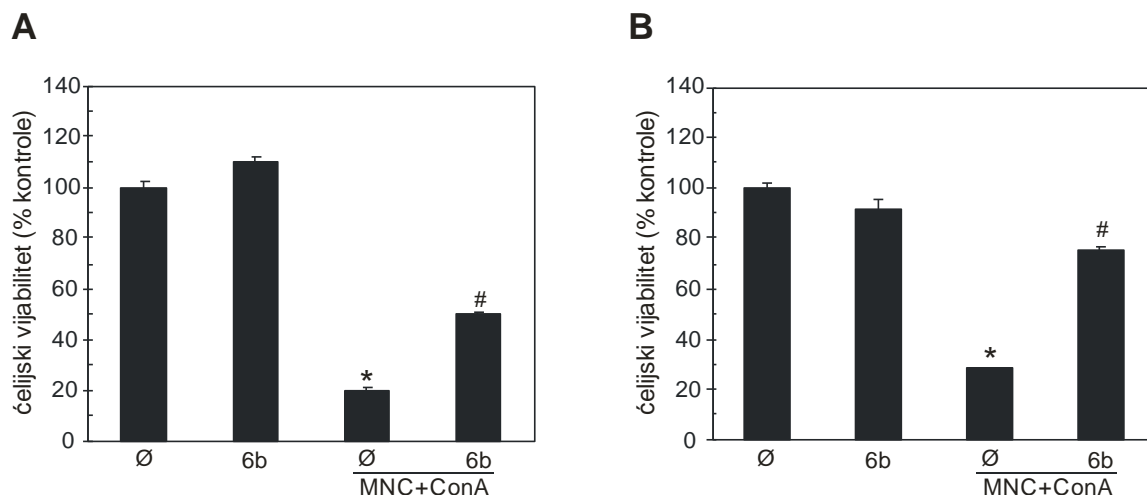 A
ćelijski vijabilitet (% kontrole)
140
120
100
80
60
40
20
0
*
#
Ø 6b Ø 6b
MNC+ConA
B
ćelijski vijabilitet (% kontrole)
140
120
100
80
60
40
20
0
*
#
Ø 6b Ø 6b
MNC+ConA